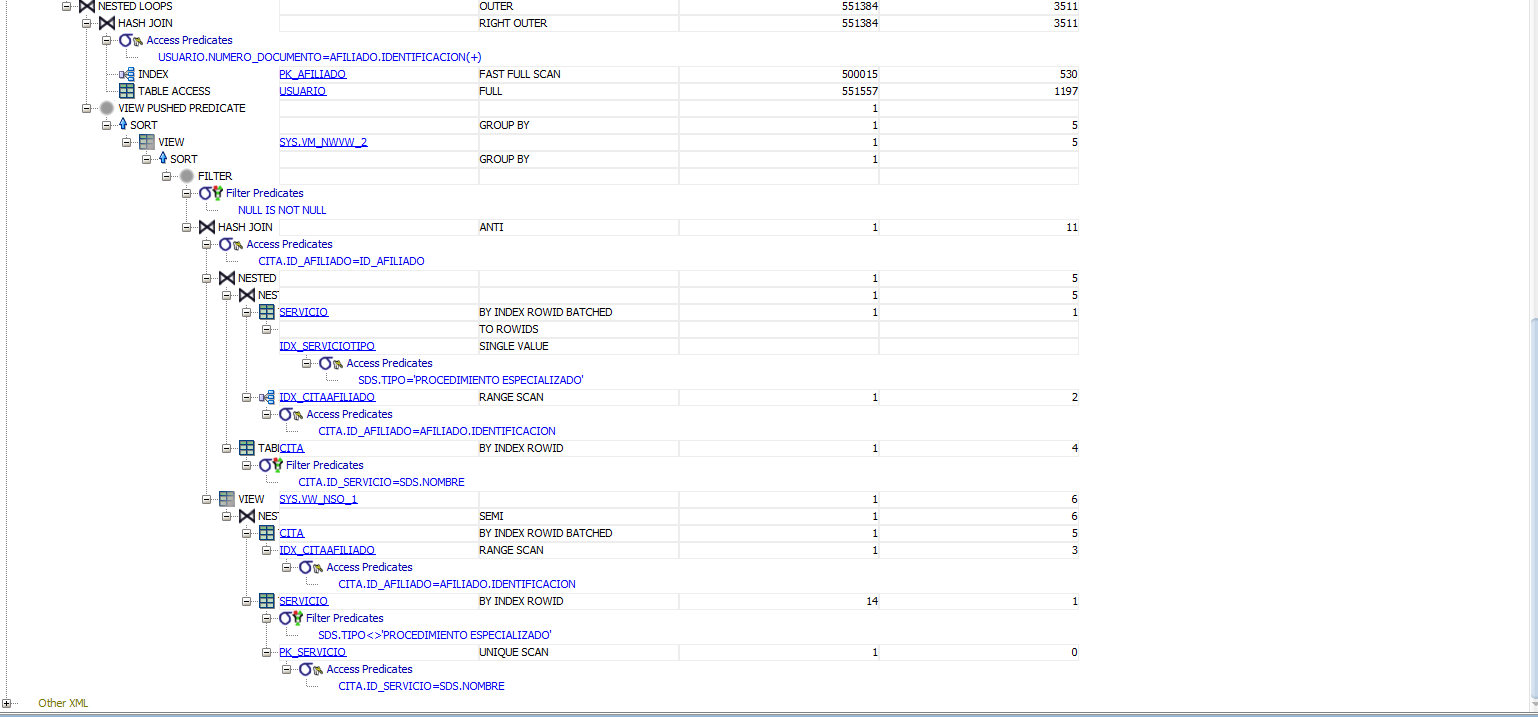 NESTED LOOPS OUTER 551384 3511
HASH JOIN RIGHT OUTER 551384 3511
Access Predicates
USUARIO.NUMERO_DOCUMENTO=AFILIADO.IDENTIFICACION(+)
INDEX PK_AFILIADO FAST FULL SCAN 500015 530
TABLE ACCESS USUARIO FULL 551557 1197
VIEW PUSHED PREDICATE 1
SORT GROUP BY 1 5
VIEW SYS.VM_NWVW_2 1 5
SORT GROUP BY 1
FILTER
Filter Predicates
NULL IS NOT NULL
HASH JOIN ANTI 1 11
Access Predicates
CITA.ID_AFILIADO=ID_AFILIADO
NESTED 1 5
NEST 1 5
SERVICIO BY INDEX ROWID BATCHED 1 1
TO ROWIDS
IDX_SERVICIOTIPO SINGLE VALUE
Access Predicates
SDS.TIPO='PROCEDIMIENTO ESPECIALIZADO'
IDX_CITAAFILIADO RANGE SCAN 1 2
Access Predicates
CITA.ID_AFILIADO=AFILIADO.IDENTIFICACION
TABL CITA BY INDEX ROWID 1 4
Filter Predicates
CITA.ID_SERVICIO=SDS.NOMBRE
VIEW SYS.VW_NSO_1 1 6
NEST SEMI 1 6
CITA BY INDEX ROWID BATCHED 1 5
IDX_CITAAFILIADO RANGE SCAN 1 3
Access Predicates
CITA.ID_AFILIADO=AFILIADO.IDENTIFICACION
SERVICIO BY INDEX ROWID 14 1
Filter Predicates
SDS.TIPO<>'PROCEDIMIENTO ESPECIALIZADO'
PK_SERVICIO UNIQUE SCAN 1 0
Access Predicates
CITA.ID_SERVICIO=SDS.NOMBRE
Other XML